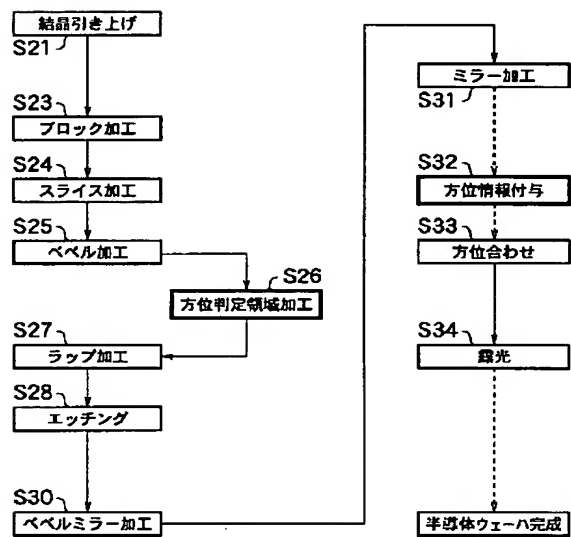 結晶引き上げ
S21
S23
ブロック加工
S24
スライス加工
S25
ベベル加工
S26
方位判定領域加工
S27
ラップ加工
S28
エッチング
S30
ベベルミラー加工
ミラー加工
S31
S32
方位情報付与
S33
方位合わせ
S34
露光
半導体ウェーハ完成